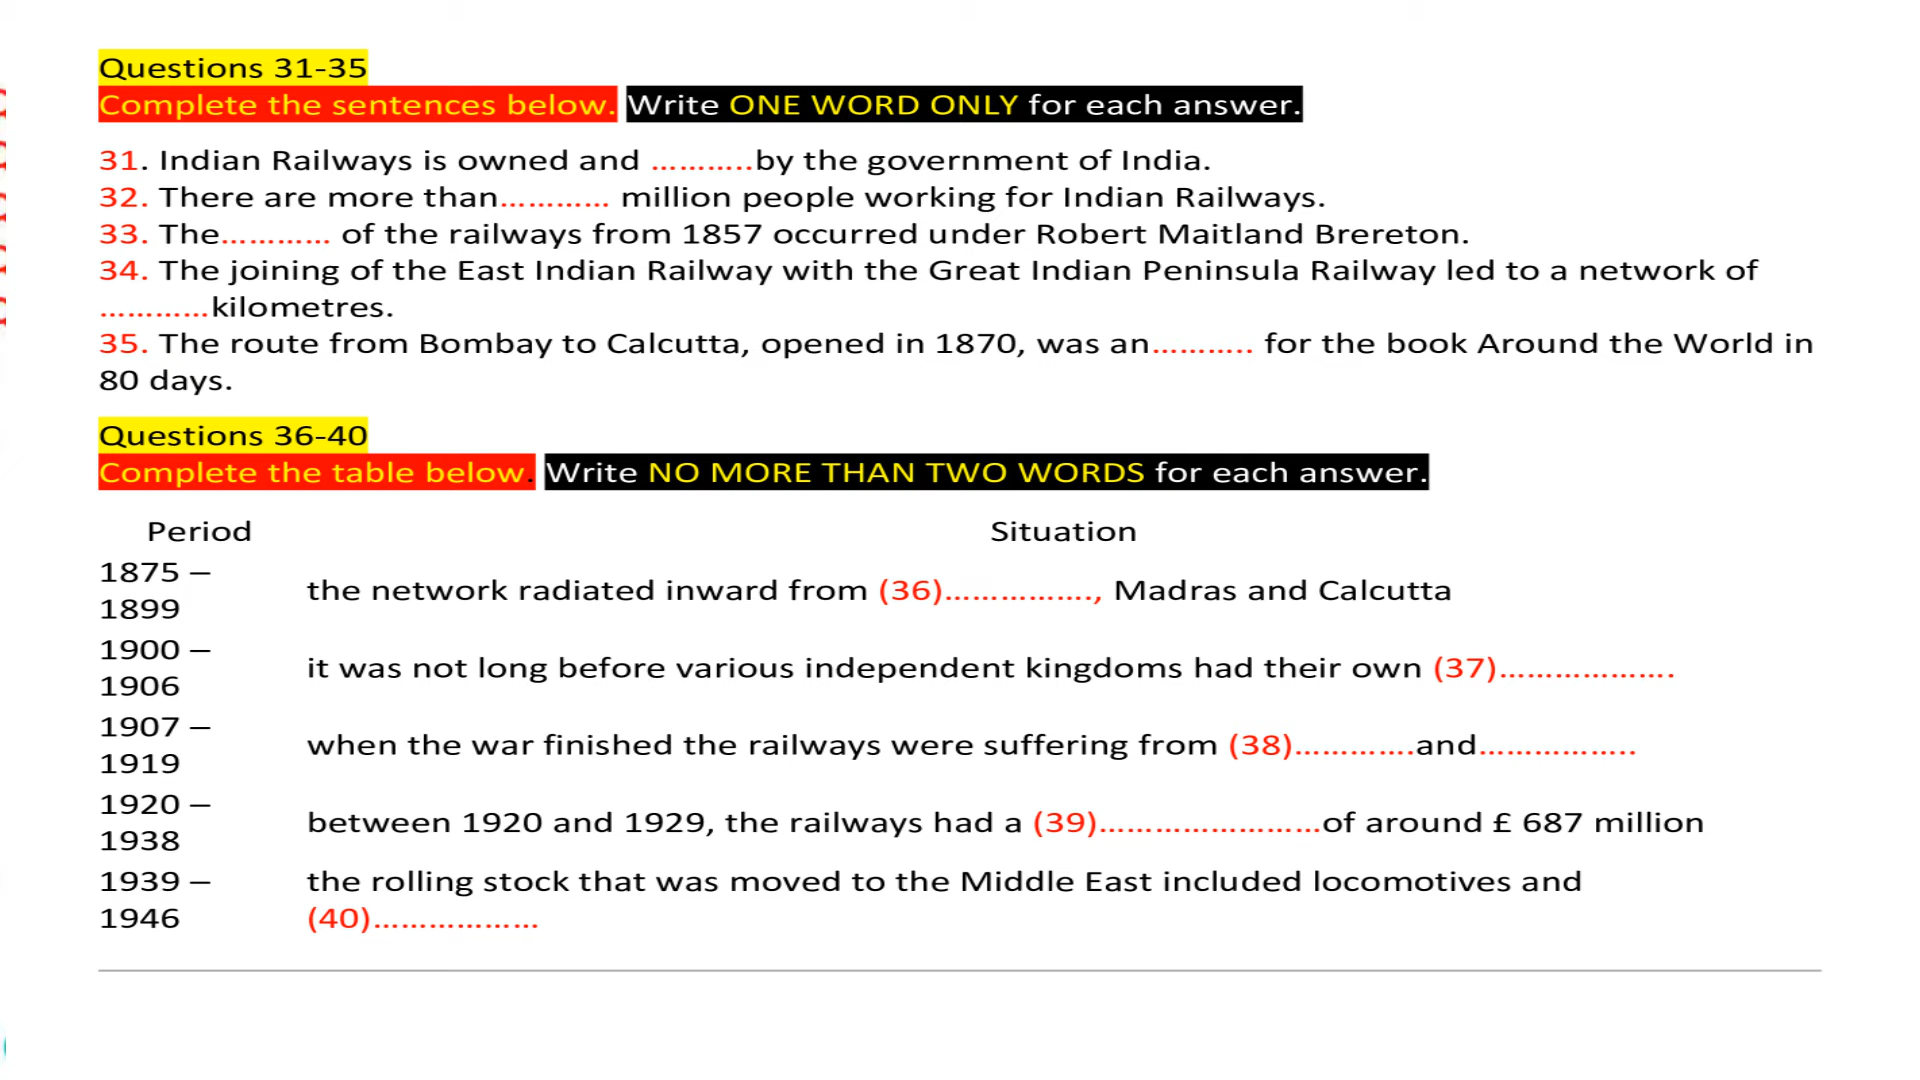 Questions 31-35
Complete the sentences below. Write ONE WORD ONLY for each answer.
31. Indian Railways is owned and ………..by the government of India.
32. There are more than………… million people working for Indian Railways.
33. The………… of the railways from 1857 occurred under Robert Maitland Brereton.
34. The joining of the East Indian Railway with the Great Indian Peninsula Railway led to a network of
…………kilometres.
35. The route from Bombay to Calcutta, opened in 1870, was an……….. for the book Around the World in
80 days.
Questions 36-40
Complete the table below. Write NO MORE THAN TWO WORDS for each answer.
Period Situation
1875 –
1899
the network radiated inward from (36)……………., Madras and Calcutta
1900 –
1906
it was not long before various independent kingdoms had their own (37)……………….
1907 –
1919
when the war finished the railways were suffering from (38)………….and……………..
1920 –
1938
between 1920 and 1929, the railways had a (39)……………………of around £ 687 million
1939 –
1946
the rolling stock that was moved to the Middle East included locomotives and
(40)………………